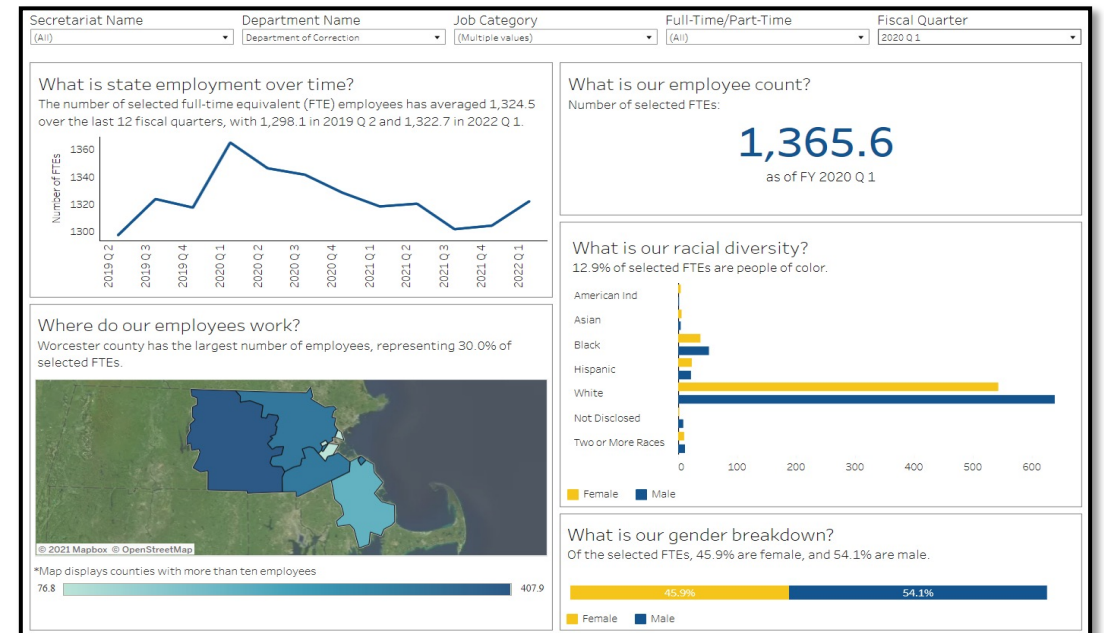 Secretariat Name
Department Name
Job Category
Full-Time/Part-Time
Fiscal Quarter
(All)
Department of Correction
(Multiple values)
(All)
2020 Q 1
What is state employment over time?
The number of selected full-time equivalent (FTE) employees has averaged 1,324.5
over the last 12 fiscal quarters, with 1,298.1 in 2019 Q 2 and 1,322.7 in 2022 Q 1.
Number of FTEs
1360
1340
1320
1300
2019 Q 2
2019 Q 3
2019 Q 4
2020 Q 1
2020 Q 2
2020 Q 3
2020 Q 4
2021 Q 1
2021 Q 2
2021 Q 3
2021 Q 4
2022 Q 1
What is our employee count?
Number of selected FTEs:
1,365.6
as of FY 2020 Q 1
What is our racial diversity?
12.9% of selected FTEs are people of color.
American Ind
Asian
Black
Hispanic
White
Not Disclosed
Two or More Races
0 100 200 300 400 500 600
Female Male
Where do our employees work?
Worcester county has the largest number of employees, representing 30.0% of
selected FTEs.
© 2021 Mapbox © OpenStreetMap
*Map displays counties with more than ten employees
76.8 407.9
What is our gender breakdown?
Of the selected FTEs, 45.9% are female, and 54.1% are male.
45.9% 54.1%
Female Male